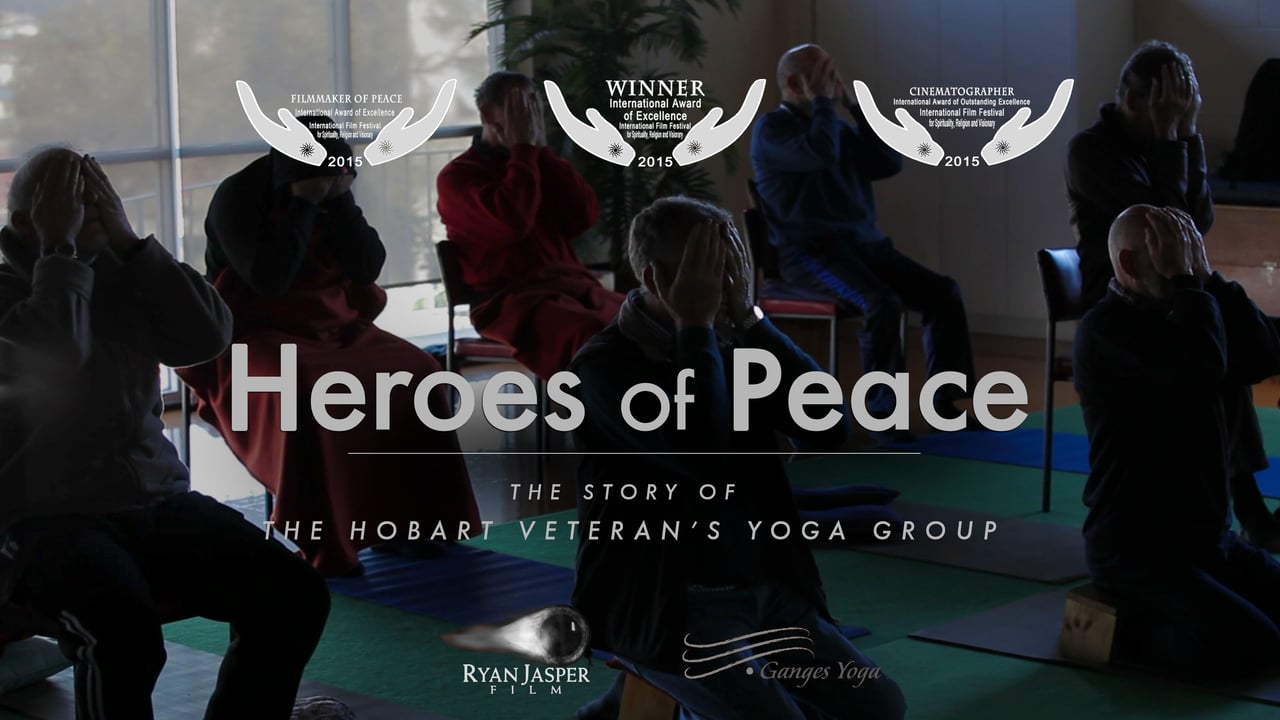 FILMMAKER OF PEACE
International Award of Excellence
International Film Festival
for Spirituality, Religion and Visionary
2015
WINNER
International Award
of Excellence
International Film Festival
for Spirituality, Religion and Visionary
2015
CINEMATOGRAPHER
International Award of Outstanding Excellence
International Film Festival
for Spirituality, Religion and Visionary
2015
Heroes of Peace
THE STORY OF
THE HOBART VETERAN'S YOGA GROUP
RYAN JASPER
FILM
Ganges Yoga